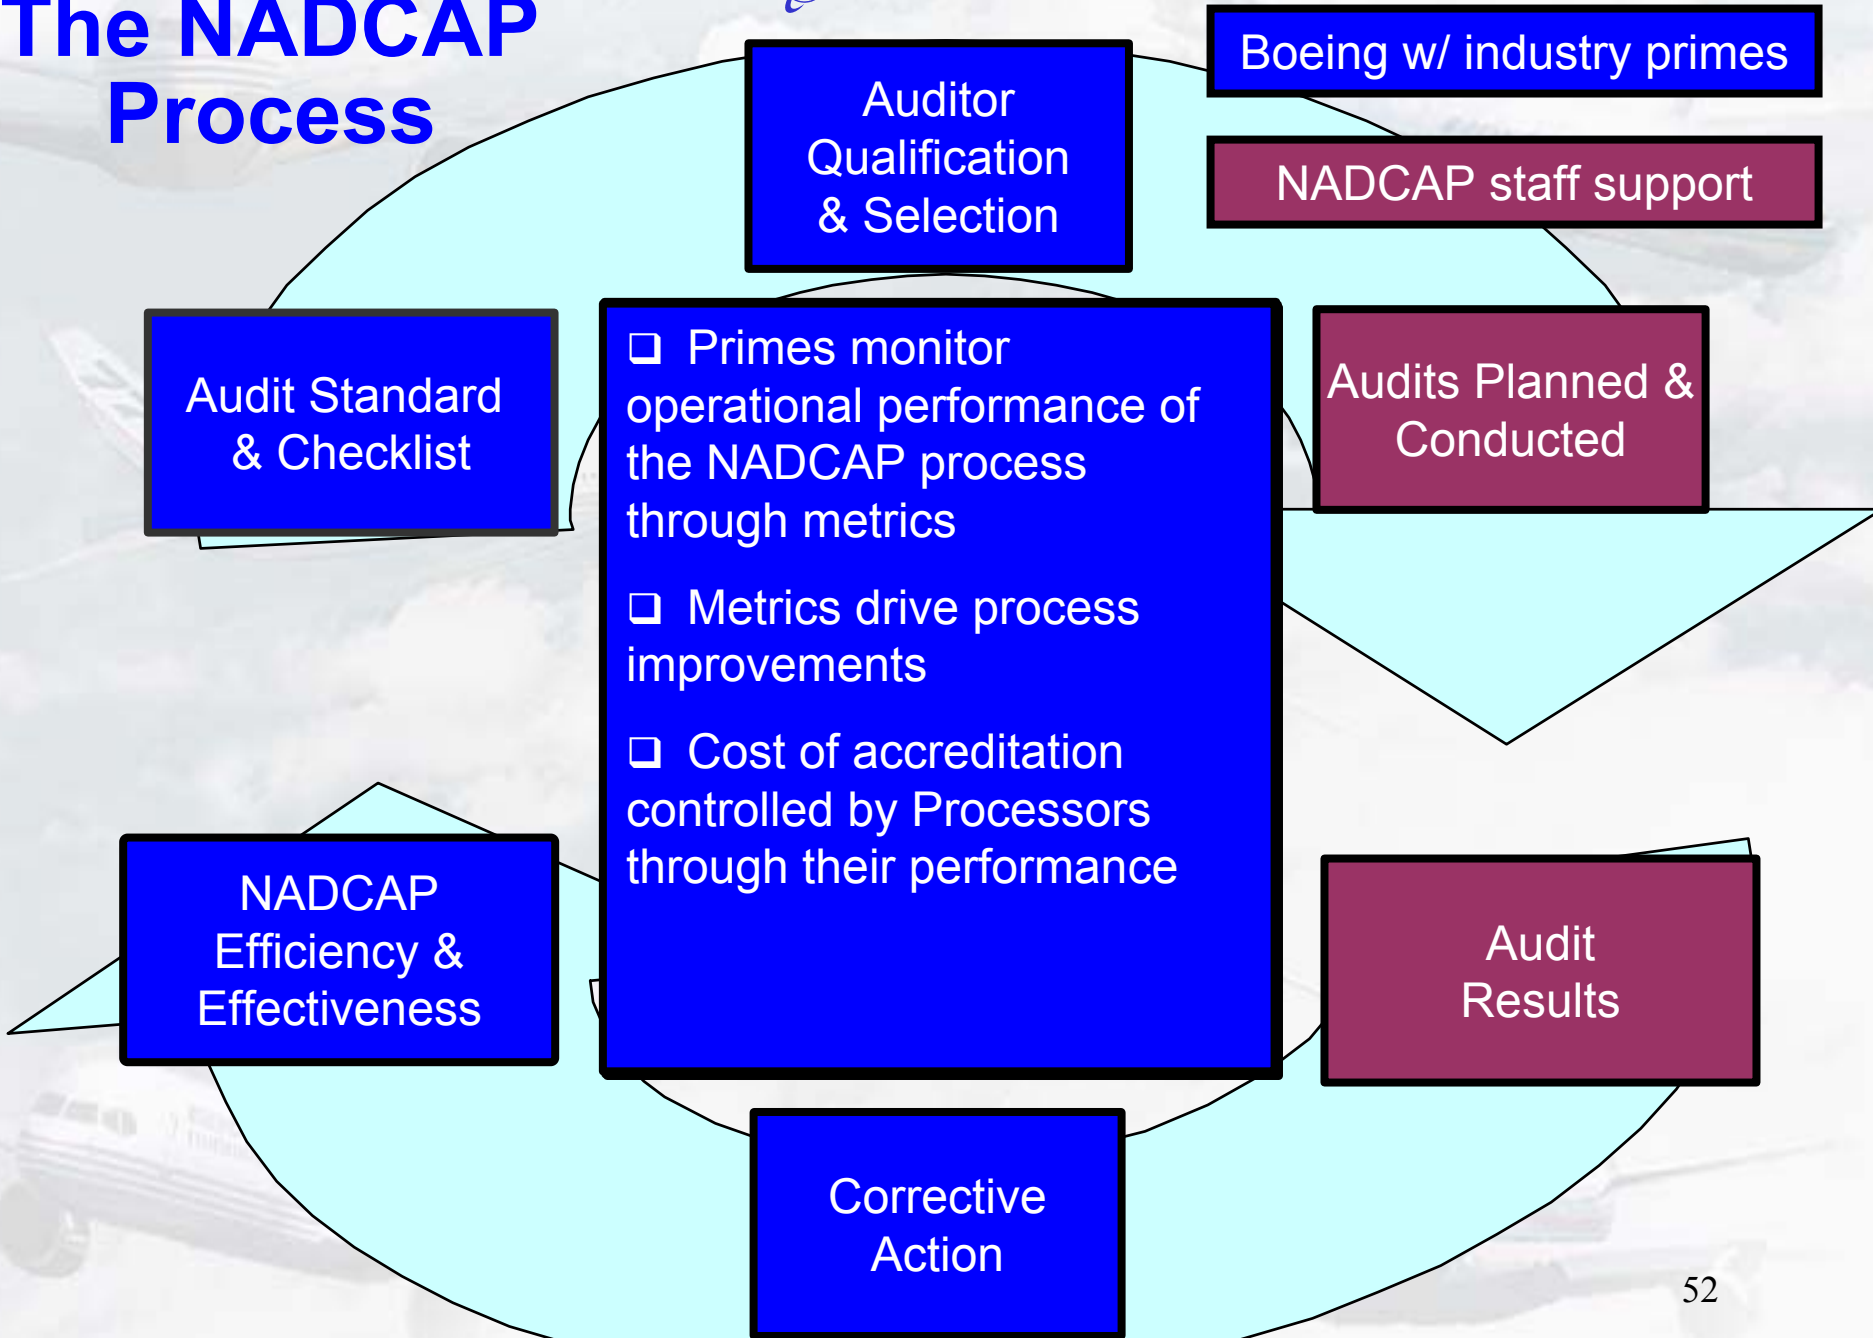 The NADCAP
Process
Boeing w/ industry primes
NADCAP staff support
Auditor
Qualification
& Selection
Audit Standard
& Checklist
❑ Primes monitor
operational performance of
the NADCAP process
through metrics
❑ Metrics drive process
improvements
❑ Cost of accreditation
controlled by Processors
through their performance
Audits Planned &
Conducted
NADCAP
Efficiency &
Effectiveness
Audit
Results
Corrective
Action
52